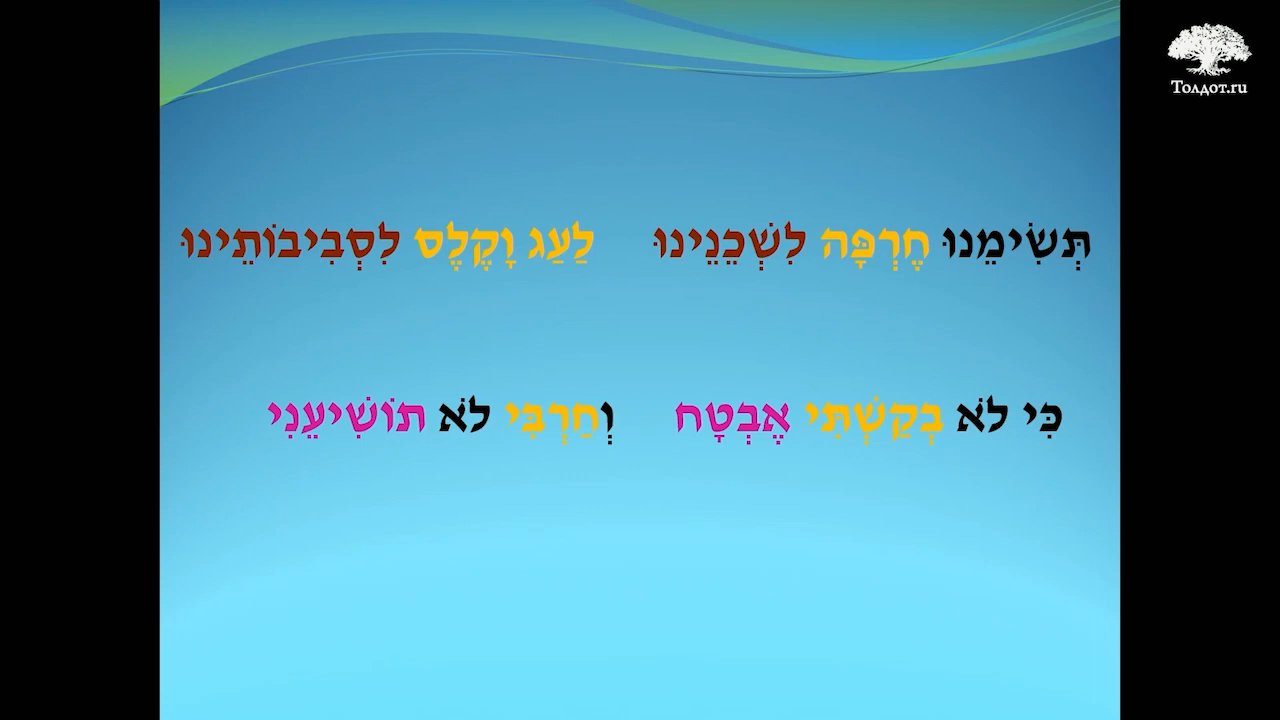 Толдот.ru
תְּשִׂימֵנוּ חֶרְפָּה לִשְׁכֵנֵינוּ לַעַג וָקֶלֶס לִסְבִיבוֹתֵינוּ
כִּי לֹא בְקַשְׁתִּי אֶבְטָח וְחַרְבִּי לֹא תוֹשִׁיעֵנִי